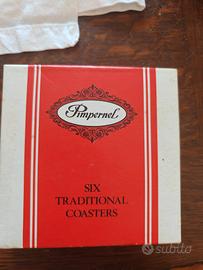 Pimpernel
SIX
TRADITIONAL
COASTERS
subito